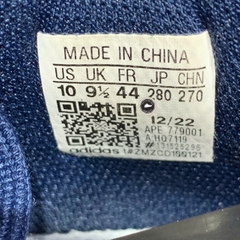 MADE IN CHINA
US UK FR JP CHN
10 9½ 44 280 270
12/22
APE 779001
A HQ7119
adidas